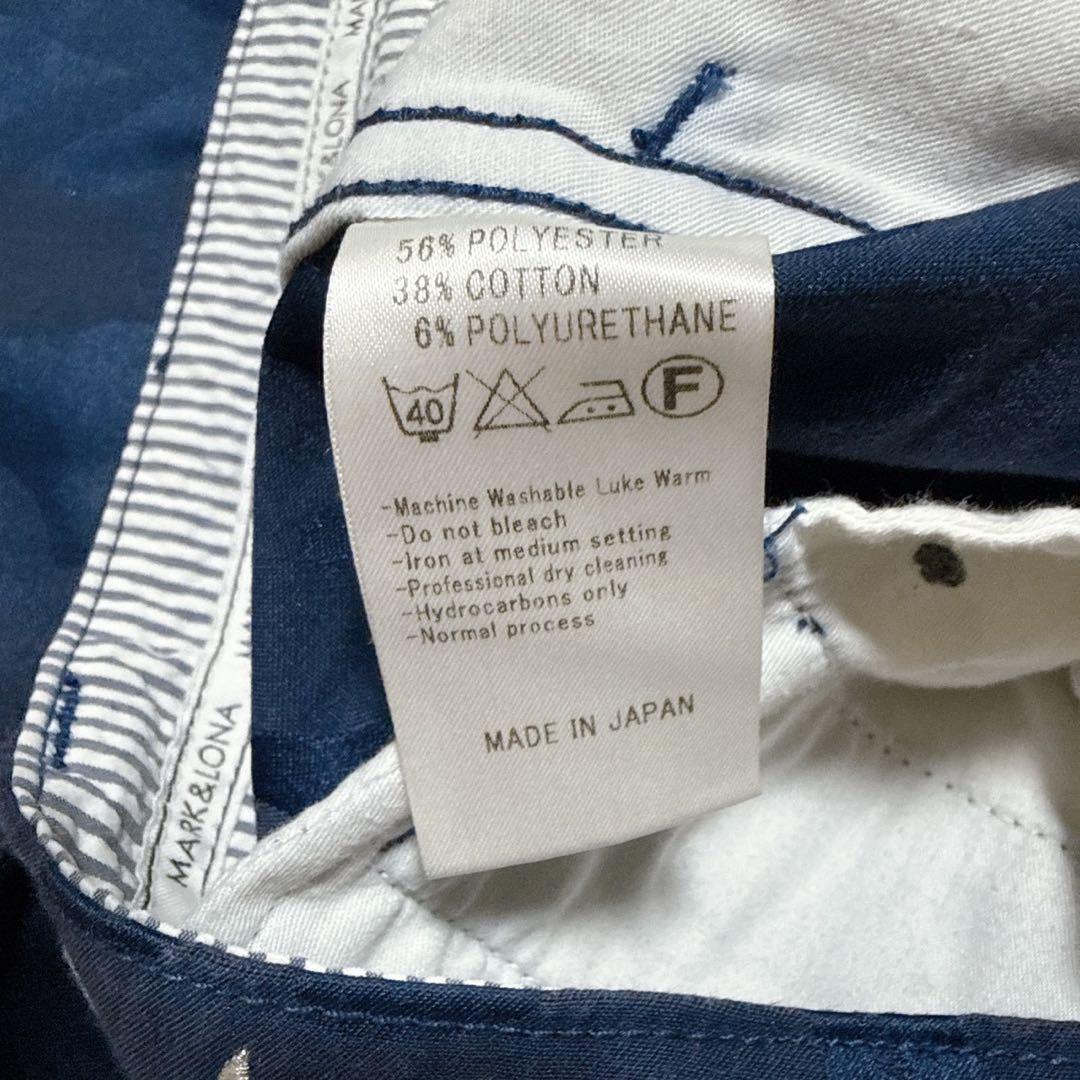 MA
&LONA
56% POLYESTER
38% COTTON
6% POLYURETHANE
40
F
-Machine Washable Luke Warm
-Do not bleach
-Iron at medium setting
-Professional dry cleaning
-Hydrocarbons only
-Normal process
MADE IN JAPAN
MARK&LONA